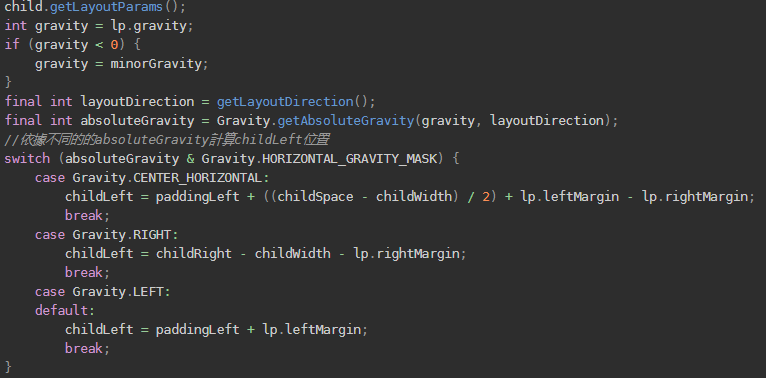 child.getLayoutParams();
int gravity = lp.gravity;
if (gravity < 0) {
    gravity = minorGravity;
}
final int layoutDirection = getLayoutDirection();
final int absoluteGravity = Gravity.getAbsoluteGravity(gravity, layoutDirection);
//依據不同的的absoluteGravity計算childLeft位置
switch (absoluteGravity & Gravity.HORIZONTAL_GRAVITY_MASK) {
    case Gravity.CENTER_HORIZONTAL:
        childLeft = paddingLeft + ((childSpace - childWidth) / 2) + lp.leftMargin - lp.rightMargin;
        break;
    case Gravity.RIGHT:
        childLeft = childRight - childWidth - lp.rightMargin;
        break;
    case Gravity.LEFT:
    default:
        childLeft = paddingLeft + lp.leftMargin;
        break;
}